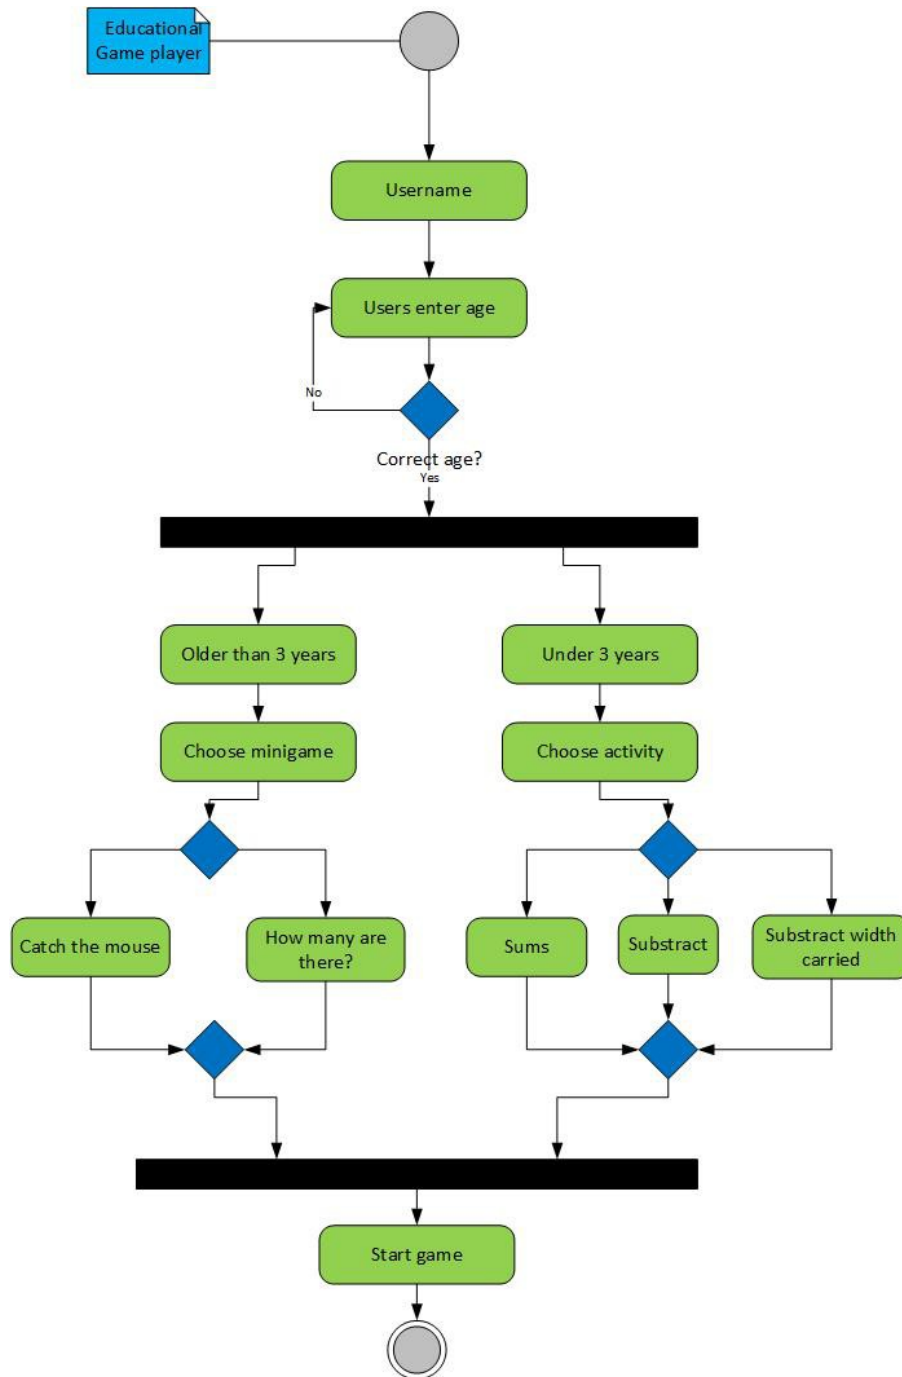 Educational
Game player
Username
Users enter age
No
Correct age?
Yes
Older than 3 years
Under 3 years
Choose minigame
Choose activity
Catch the mouse
How many are
there?
Sums
Substract
Substract width
carried
Start game